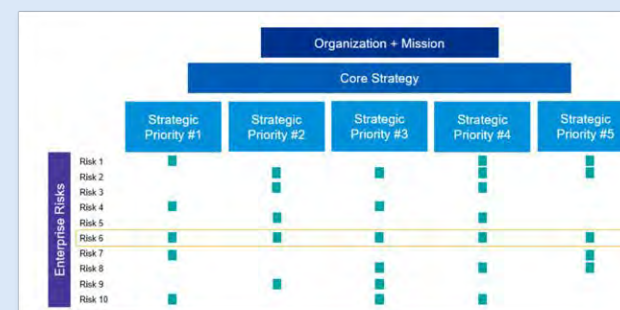 Organization + Mission
Core Strategy
Strategic
Priority #1
Strategic
Priority #2
Strategic
Priority #3
Strategic
Priority #4
Strategic
Priority #5
Enterprise Risks
Risk 1
Risk 2
Risk 3
Risk 4
Risk 5
Risk 6
Risk 7
Risk 8
Risk 9
Risk 10